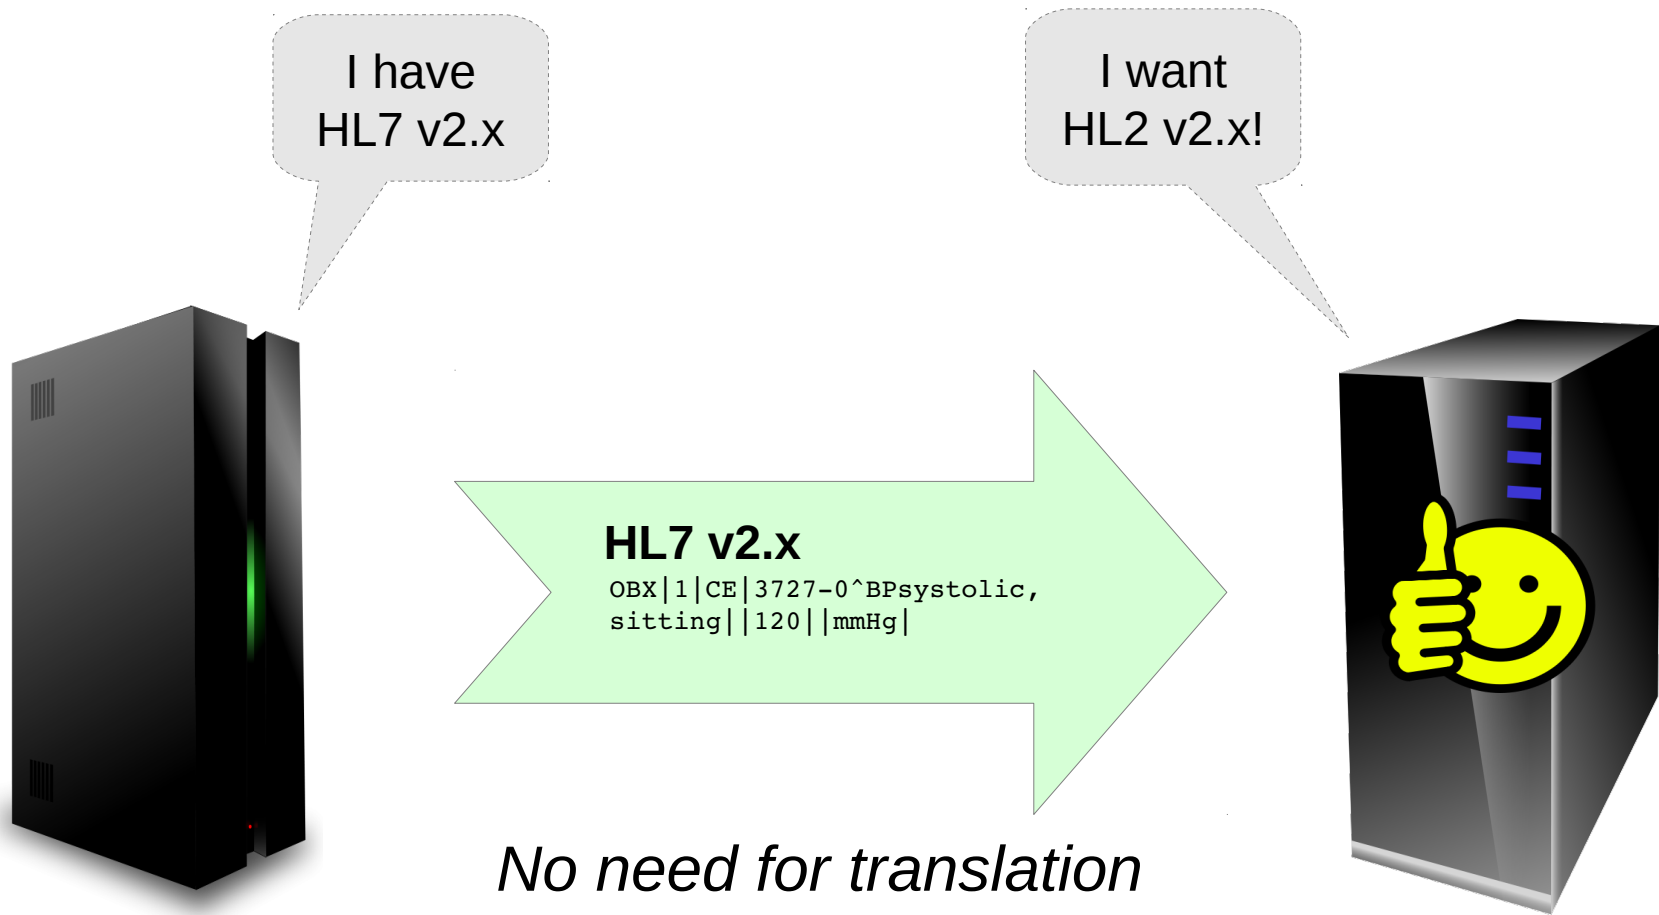 I have
HL7 v2.x
I want
HL2 v2.x!
HL7 v2.x
OBX|1|CE|3727-0^BPsystolic,
sitting||120||mmHg|
No need for translation